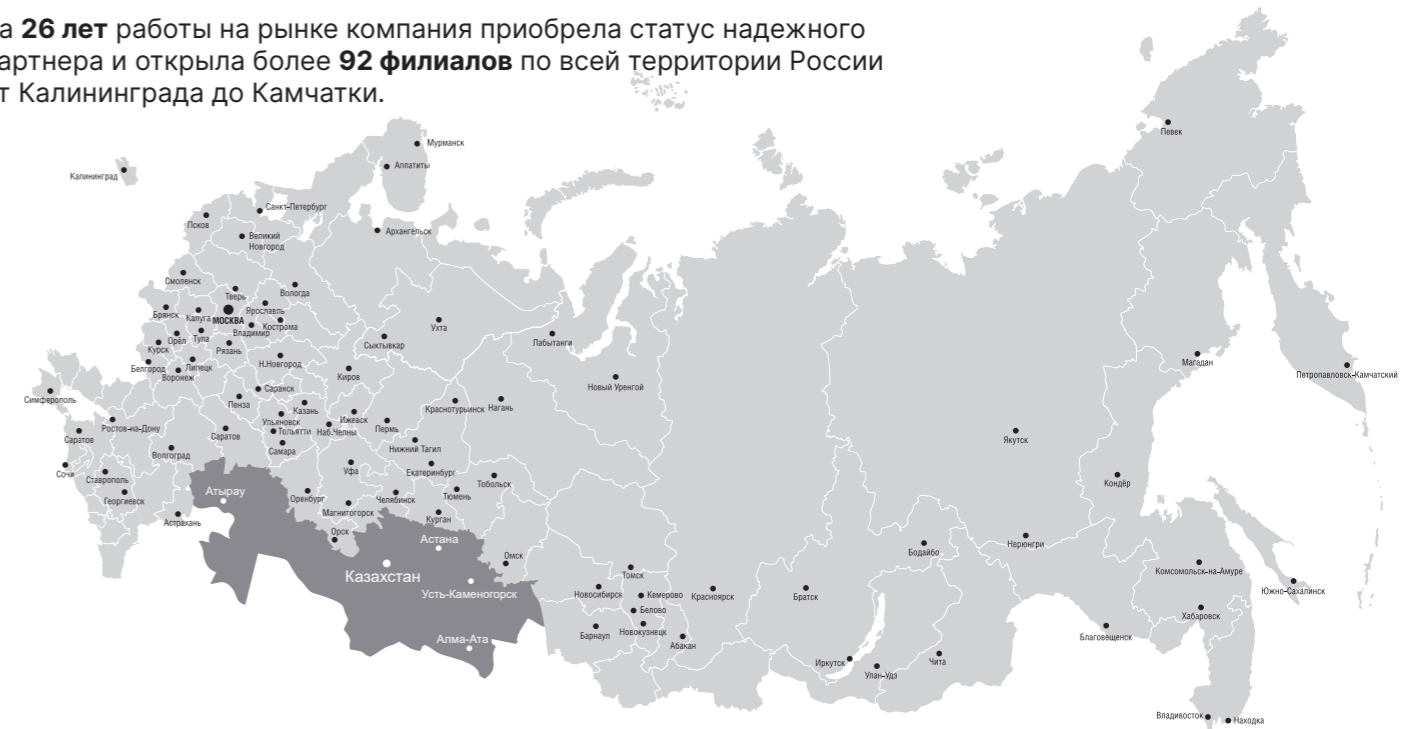 а 26 лет работы на рынке компания приобрела статус надежного
артнера и открыла более 92 филиалов по всей территории России
т Калининграда до Камчатки.
Певек
Мурманск
Аппатиты
Калининград
Санкт-Петербург
Псков
Архангельск
Великий
Новгород
Смоленск
Тверь
Вологда
Брянск
Калуга
МОСКВА
Ярославль
Кострома
Владимир
Орёл
Тула
Рязань
Курск
Ухта
Сыктывкар
Лабытанги
Белгород
Липецк
Воронеж
Н.Новгород
Киров
Новый Уренгой
Магадан
Петропавловск-Камчатский
Симферополь
Саранск
Пенза
Казань
Ульяновск
Тольятти
Ижевск
Наб.Челны
Пермь
Краснотурьинск
Нагань
Ростов-на-Дону
Саратов
Саратов
Самара
Нижний Тагил
Якутск
Волгоград
Сочи
Ставрополь
Уфа
Екатеринбург
Тобольск
Кондёр
Георгиевск
Атырау
Оренбург
Магнитогорск
Челябинск
Тюмень
Астрахань
Курган
Орск
Астана
Омск
Бодайбо
Нерюнгри
Казахстан
Усть-Каменогорск
Томск
Новосибирск
Кемерово
Красноярск
Братск
Комсомольск-на-Амуре
Южно-Сахалинск
Белово
Барнаул
Новокузнецк
Абакан
Хабаровск
Благовещенск
Алма-Ата
Иркутск
Улан-Удэ
Чита
Владивосток
Находка